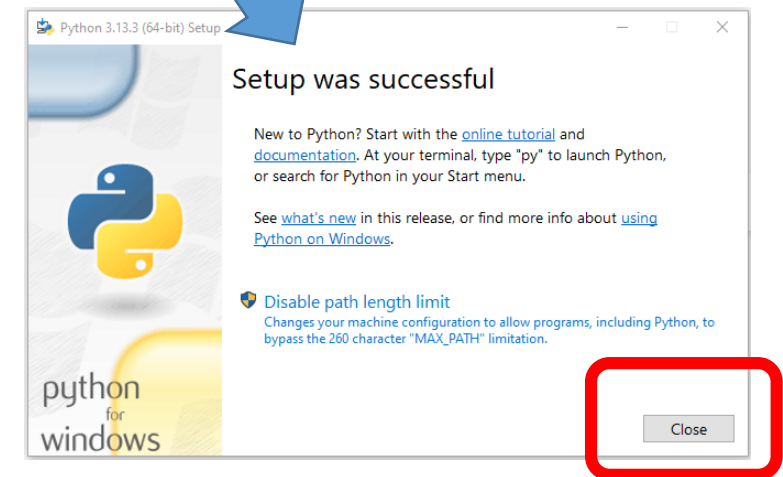 Python 3.13.3 (64-bit) Setup
Setup was successful
New to Python? Start with the online tutorial and
documentation. At your terminal, type "py" to launch Python,
or search for Python in your Start menu.
See what's new in this release, or find more info about using
Python on Windows.
Disable path length limit
Changes your machine configuration to allow programs, including Python, to
bypass the 260 character "MAX_PATH" limitation.
python
for
windows
Close